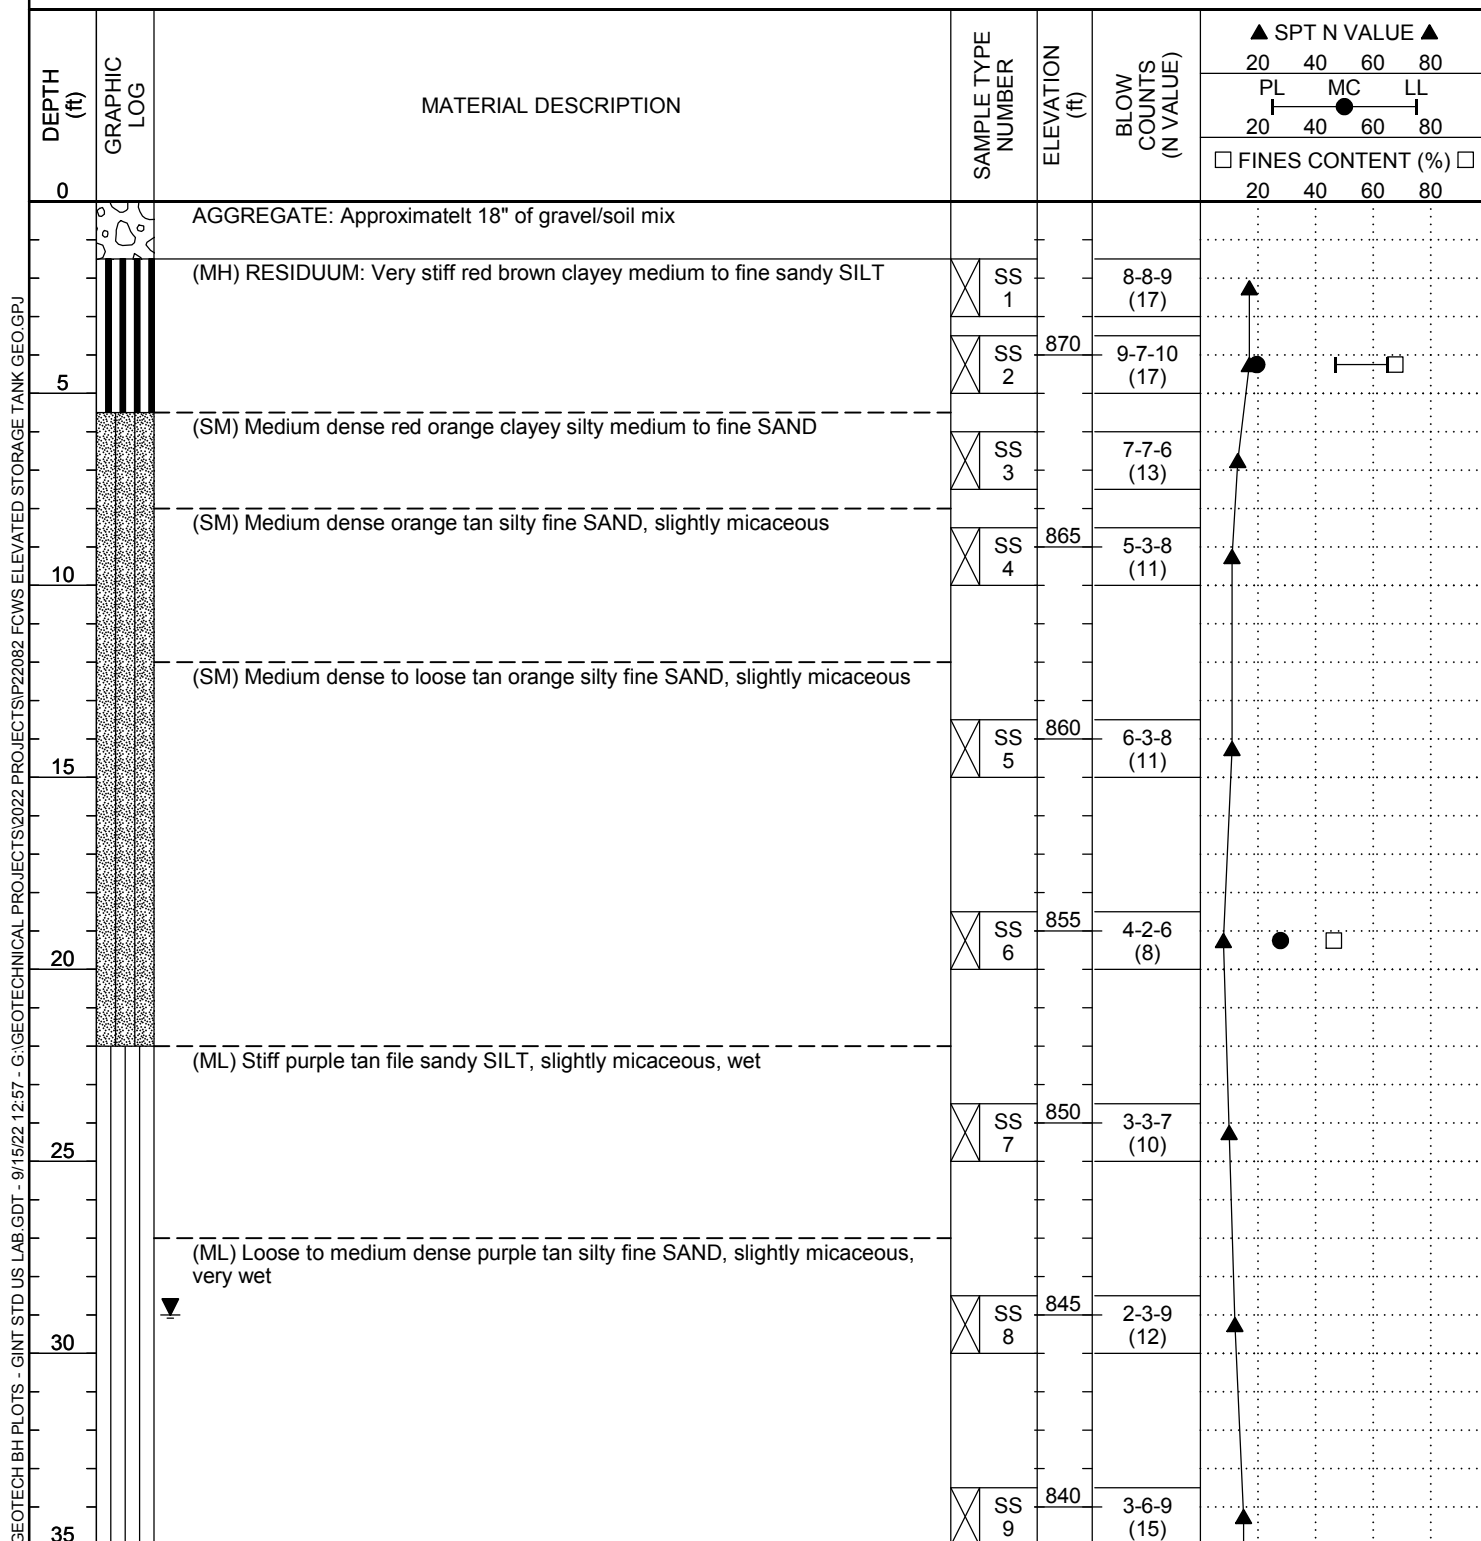 DEPTH
(ft)
GRAPHIC
LOG
MATERIAL DESCRIPTION
SAMPLE TYPE
NUMBER
ELEVATION
(ft)
BLOW
COUNTS
(N VALUE)
▲ SPT N VALUE ▲
20 40 60 80
PL MC LL
20 40 60 80
□ FINES CONTENT (%) □
20 40 60 80
0
AGGREGATE: Approximatelt 18" of gravel/soil mix
(MH) RESIDUUM: Very stiff red brown clayey medium to fine sandy SILT
SS
1
8-8-9
(17)
870
SS
2
9-7-10
(17)
5
(SM) Medium dense red orange clayey silty medium to fine SAND
SS
3
7-7-6
(13)
(SM) Medium dense orange tan silty fine SAND, slightly micaceous
SS
4
865
5-3-8
(11)
10
(SM) Medium dense to loose tan orange silty fine SAND, slightly micaceous
SS
5
860
6-3-8
(11)
15
SS
6
855
4-2-6
(8)
20
(ML) Stiff purple tan file sandy SILT, slightly micaceous, wet
SS
7
850
3-3-7
(10)
25
(ML) Loose to medium dense purple tan silty fine SAND, slightly micaceous,
very wet
SS
8
845
2-3-9
(12)
30
SS
9
840
3-6-9
(15)
35
GEOTECH BH PLOTS - GINT STD US LAB.GDT - 9/15/22 12:57 - G:\GEOTECHNICAL PROJECTS\2022 PROJECTS\P22082 FCWS ELEVATED STORAGE TANK GEO.GPJ